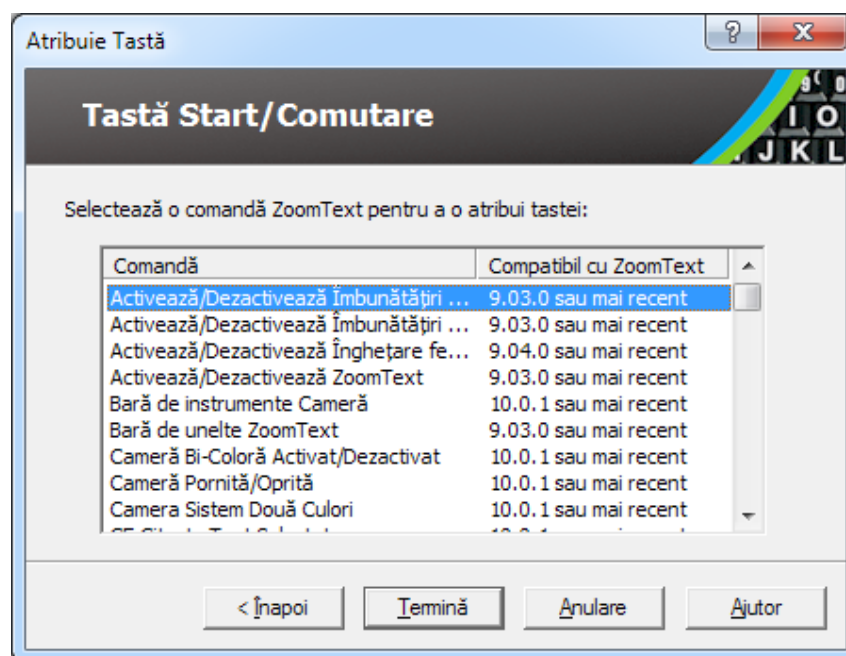 Atribuie Tastă
Tastă Start/Comutare
9 ( 0
I O
J K L
Selectează o comandă ZoomText pentru a o atribui tastei:
Comandă Compatibil cu ZoomText
Activează/Dezactivează Îmbunătățiri ... 9.03.0 sau mai recent
Activează/Dezactivează Îmbunătățiri ... 9.03.0 sau mai recent
Activează/Dezactivează Înghețare fe... 9.04.0 sau mai recent
Activează/Dezactivează ZoomText 9.03.0 sau mai recent
Bară de instrumente Cameră 10.0.1 sau mai recent
Bară de unelte ZoomText 9.03.0 sau mai recent
Cameră Bi-Coloră Activat/Dezactivat 10.0.1 sau mai recent
Cameră Pornită/Oprită 10.0.1 sau mai recent
Camera Sistem Două Culori 10.0.1 sau mai recent
< Înapoi Termină Anulare Ajutor